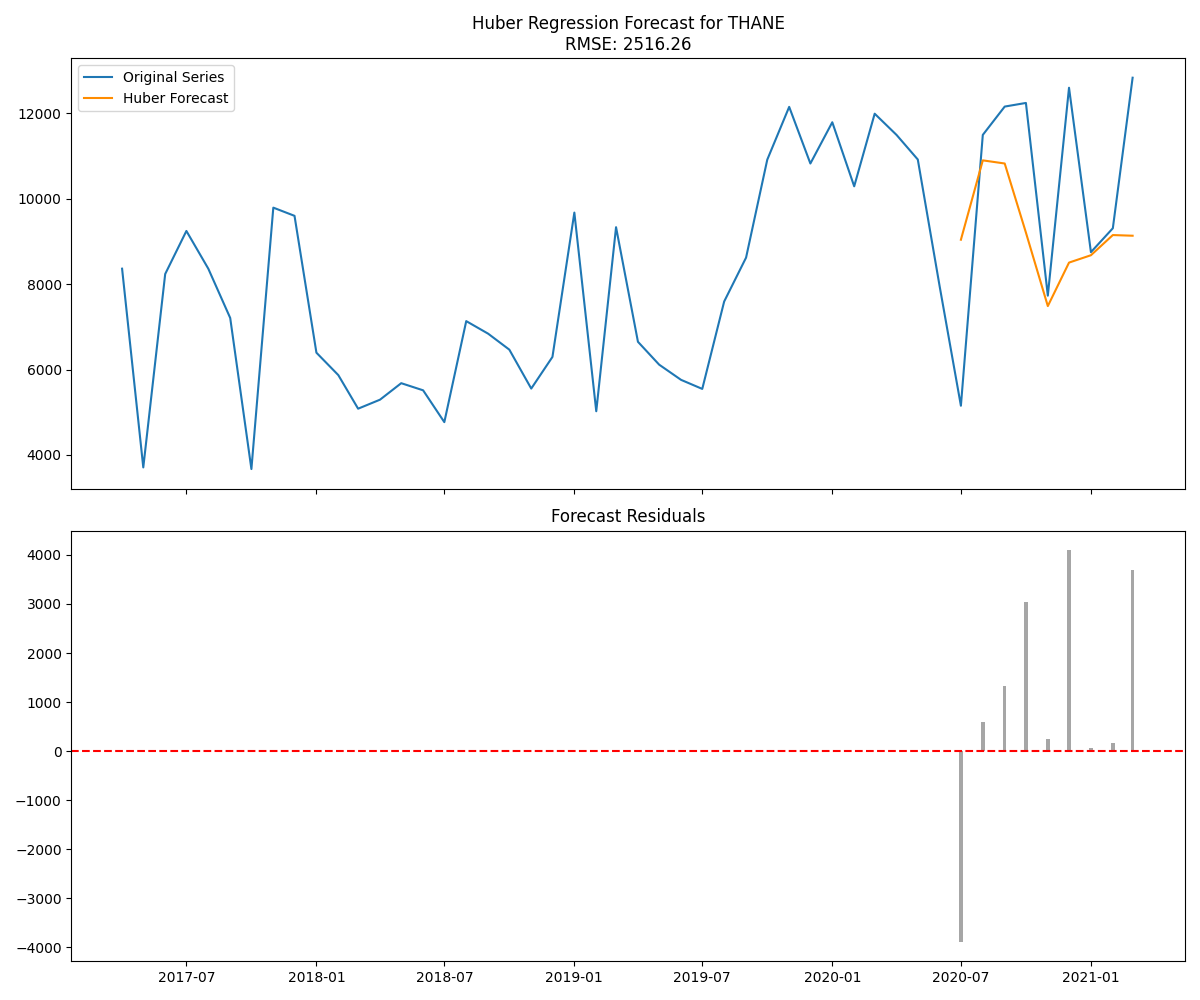 Huber Regression Forecast for THANE
RMSE: 2516.26
Original Series
Huber Forecast
12000
10000
8000
6000
4000
Forecast Residuals
4000
3000
2000
1000
0
−1000
−2000
−3000
−4000
2017-07 2018-01 2018-07 2019-01 2019-07 2020-01 2020-07 2021-01